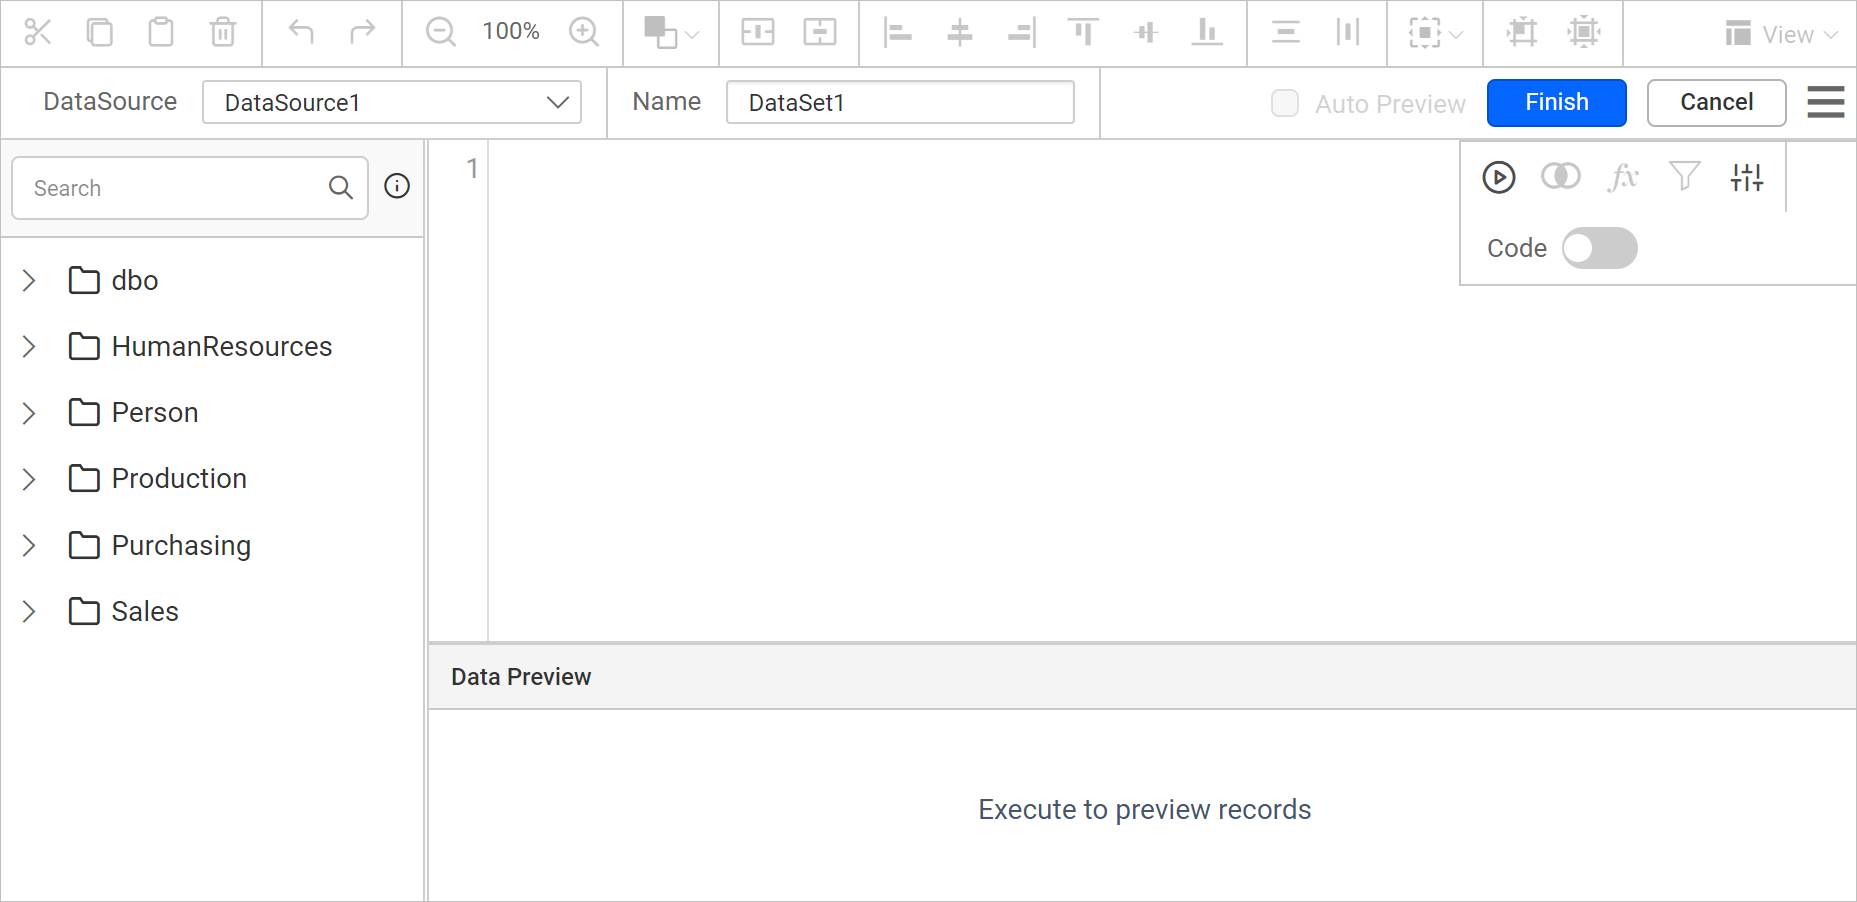 100%
View
DataSource
DataSource1
Name
DataSet1
Auto Preview
Finish
Cancel
Search
1
fx
Code
dbo
HumanResources
Person
Production
Purchasing
Sales
Data Preview
Execute to preview records